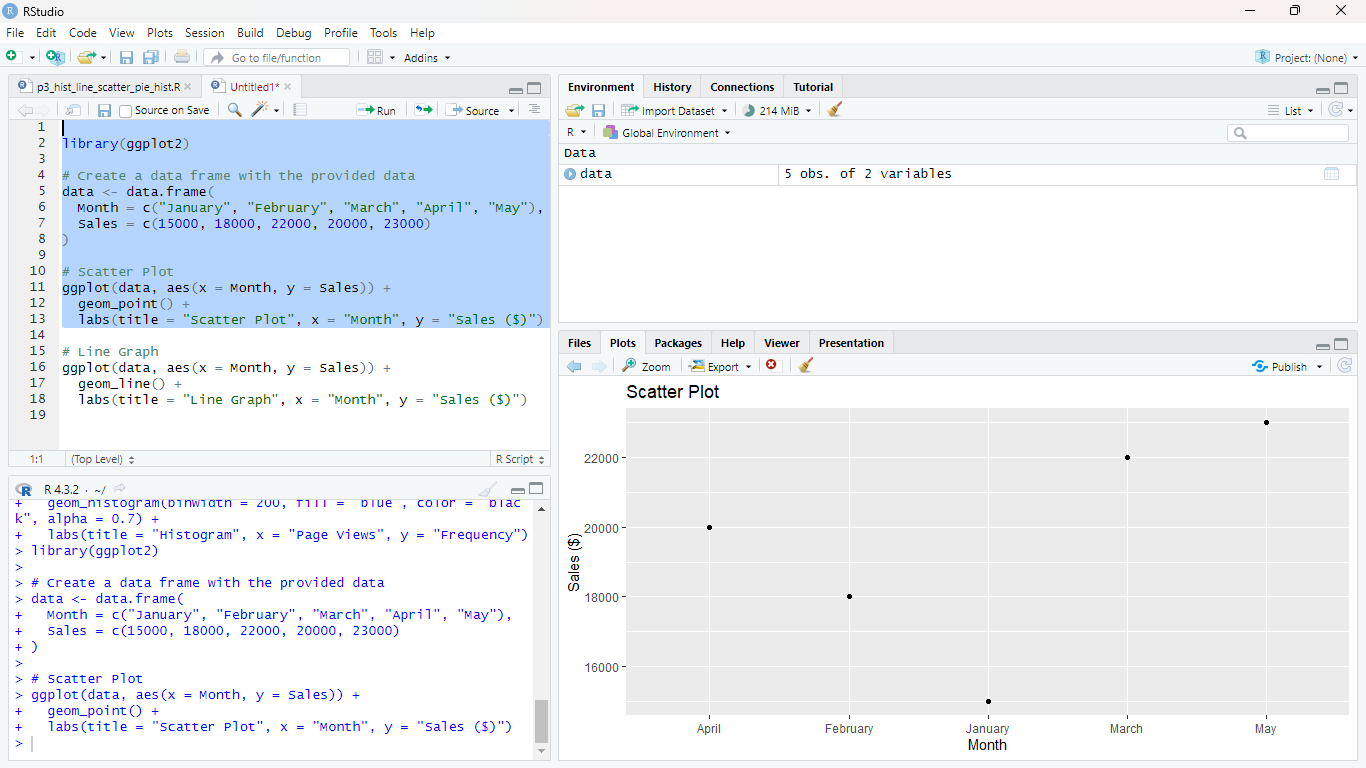 RStudio
File Edit Code View Plots Session Build Debug Profile Tools Help
Go to file/function Addins Project: (None)
p3_hist_line_scatter_pie_hist.R Untitled1*
Source on Save Run Source
1
2 library(ggplot2)
3
4 # Create a data frame with the provided data
5 data <- data.frame(
6 Month = c("January", "February", "March", "April", "May"),
7 Sales = c(15000, 18000, 22000, 20000, 23000)
8 )
9
10 # Scatter Plot
11 ggplot(data, aes(x = Month, y = Sales)) +
12 geom_point() +
13 labs(title = "Scatter Plot", x = "Month", y = "Sales ($)")
14
15 # Line Graph
16 ggplot(data, aes(x = Month, y = Sales)) +
17 geom_line() +
18 labs(title = "Line Graph", x = "Month", y = "Sales ($)")
19
1:1 (Top Level) R Script
R 4.3.2 · ~/
+ geom_histogram(binwidth = 200, fill = "blue", color = "blac
k", alpha = 0.7) +
+ labs(title = "Histogram", x = "Page Views", y = "Frequency")
> library(ggplot2)
>
> # Create a data frame with the provided data
> data <- data.frame(
+ Month = c("January", "February", "March", "April", "May"),
+ Sales = c(15000, 18000, 22000, 20000, 23000)
+ )
>
> # Scatter Plot
> ggplot(data, aes(x = Month, y = Sales)) +
+ geom_point() +
+ labs(title = "Scatter Plot", x = "Month", y = "Sales ($)")
>
Environment History Connections Tutorial
Import Dataset 214 MiB List
R Global Environment
Data
data 5 obs. of 2 variables
Files Plots Packages Help Viewer Presentation
Zoom Export Publish
Scatter Plot
22000
20000
18000
16000
Sales ($)
April February January March May
Month